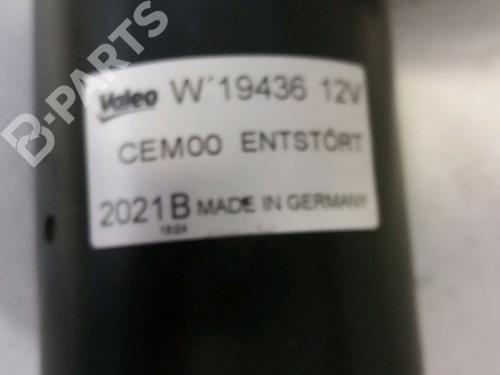 B-PARTS
Valeo W´19436 12V
CEM00 ENTSTÖRT
2021B MADE IN GERMANY